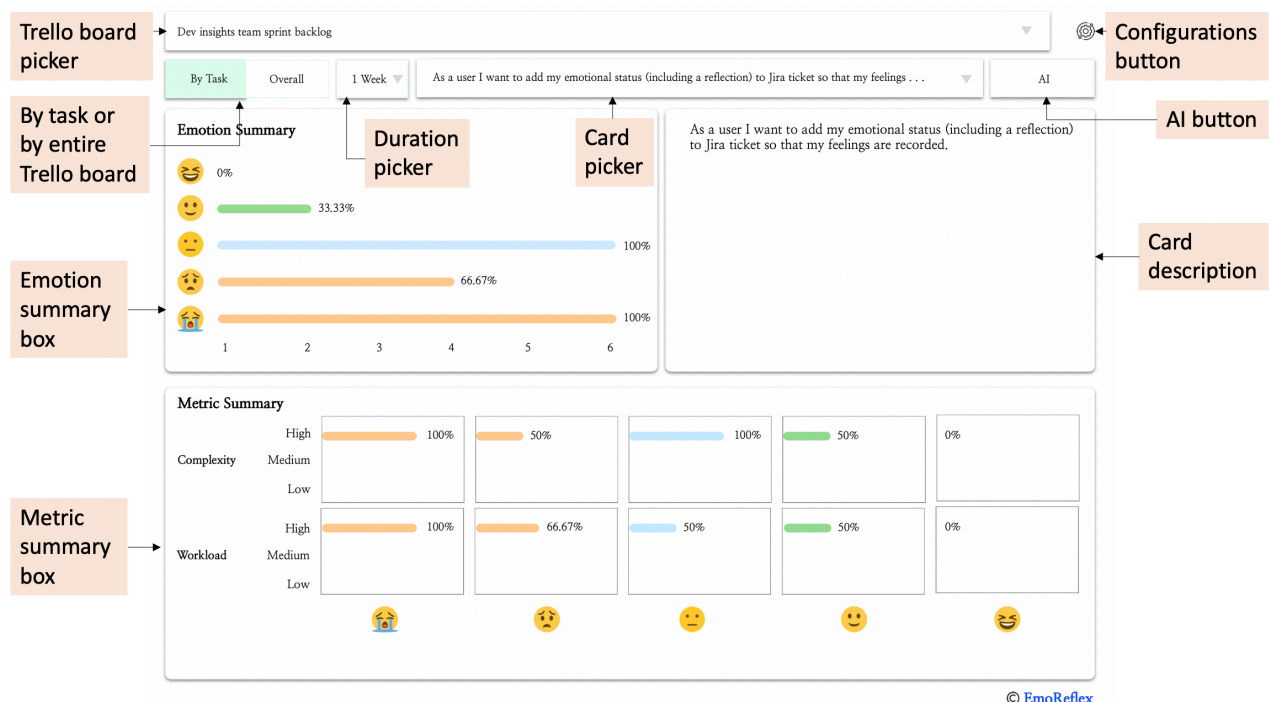 Trello board
picker
Dev insights team sprint backlog
Configurations
button
By Task
Overall
1 Week
As a user I want to add my emotional status (including a reflection) to Jira ticket so that my feelings . . .
AI
By task or
by entire
Trello board
Duration
picker
Card
picker
AI button
Emotion Summary
0%
33.33%
100%
66.67%
100%
1 2 3 4 5 6
As a user I want to add my emotional status (including a reflection)
to Jira ticket so that my feelings are recorded.
Emotion
summary
box
Card
description
Metric Summary
Complexity
High 100% 50% 100% 50% 0%
Medium
Low
Workload
High 100% 66.67% 50% 50% 0%
Medium
Low
Metric
summary
box
© EmoReflex